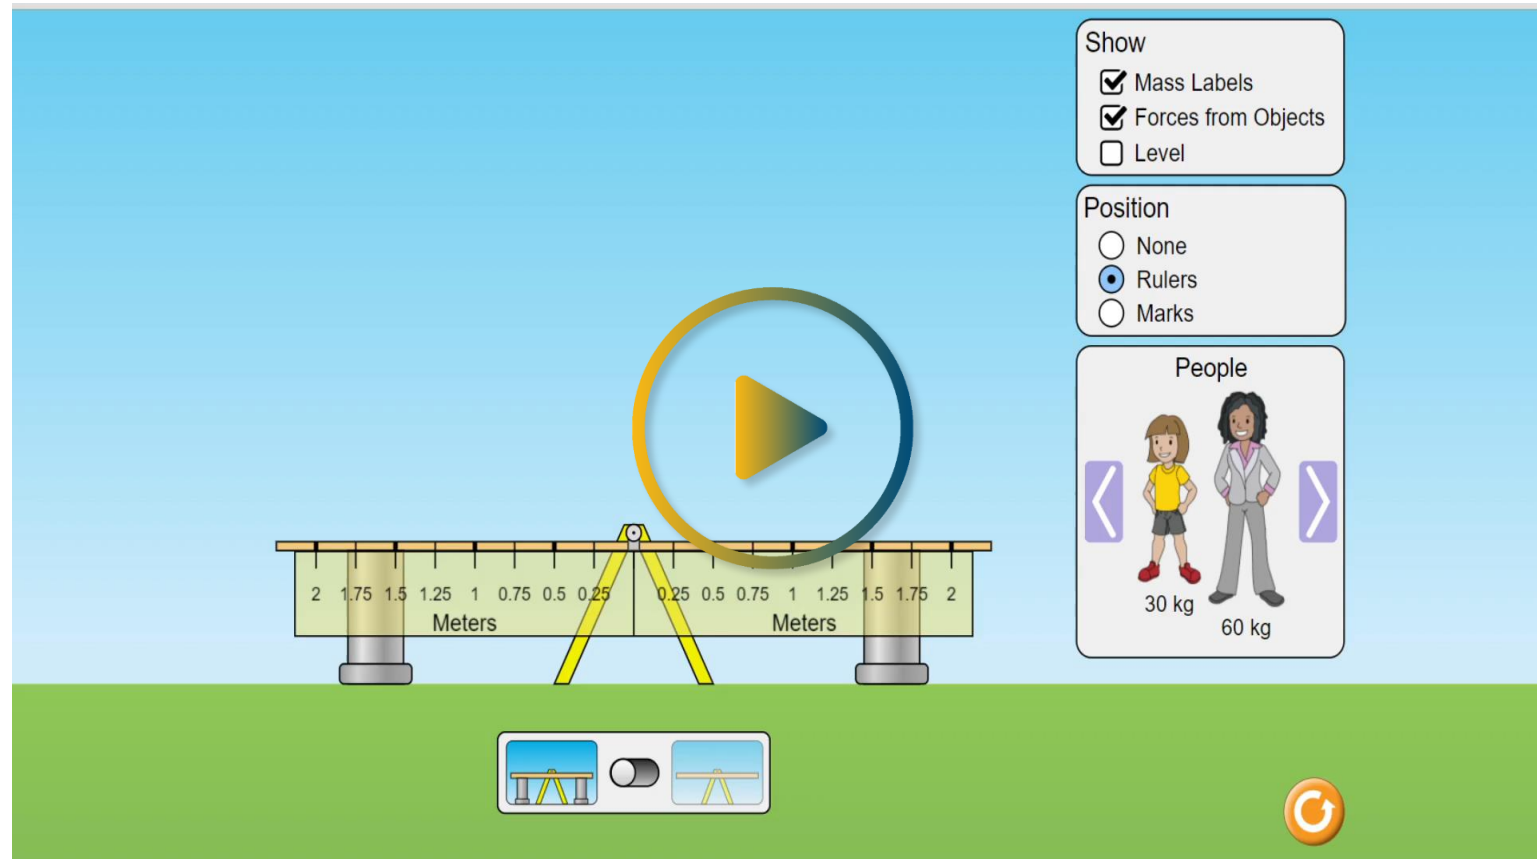 Show
Mass Labels
Forces from Objects
Level
Position
None
Rulers
Marks
People
30 kg
60 kg
2 1.75 1.5 1.25 1 0.75 0.5 0.25 0.25 0.5 0.75 1 1.25 1.5 1.75 2
Meters Meters